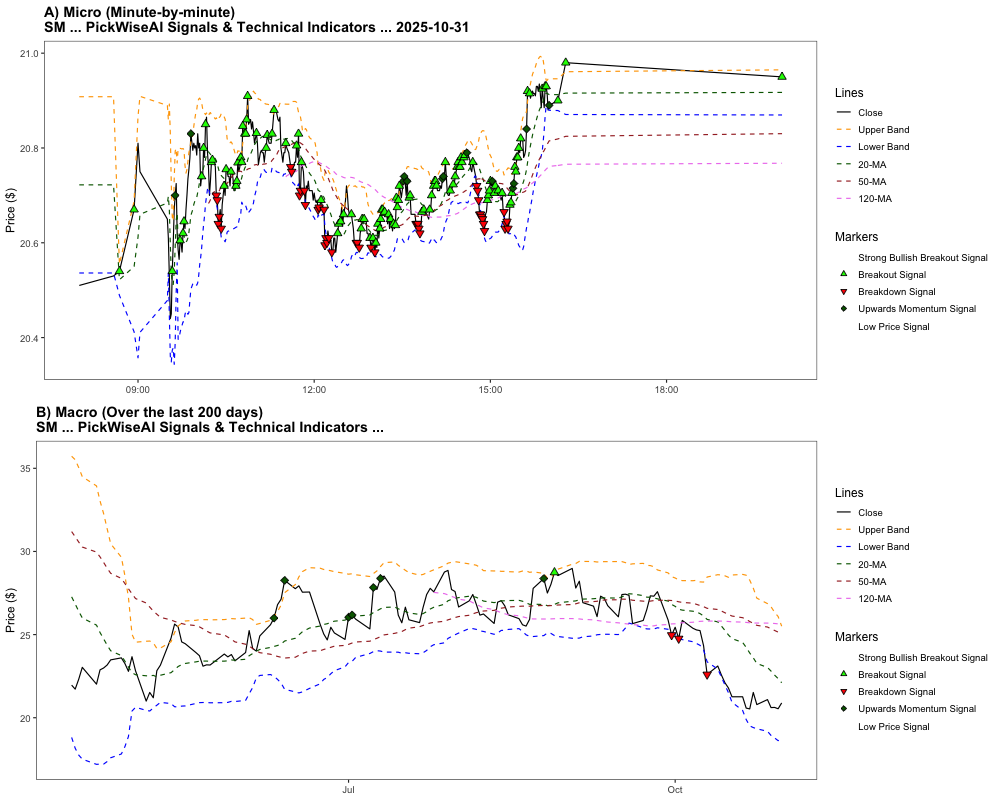 A) Micro (Minute-by-minute)
SM ... PickWiseAI Signals & Technical Indicators ... 2025-10-31
21.0
20.8
20.6
20.4
Price ($)
09:00
12:00
15:00
18:00
Lines
Close
Upper Band
Lower Band
20-MA
50-MA
120-MA
Markers
Strong Bullish Breakout Signal
Breakout Signal
Breakdown Signal
Upwards Momentum Signal
Low Price Signal
B) Macro (Over the last 200 days)
SM ... PickWiseAI Signals & Technical Indicators ...
35
30
25
20
Price ($)
Jul
Oct
Lines
Close
Upper Band
Lower Band
20-MA
50-MA
120-MA
Markers
Strong Bullish Breakout Signal
Breakout Signal
Breakdown Signal
Upwards Momentum Signal
Low Price Signal